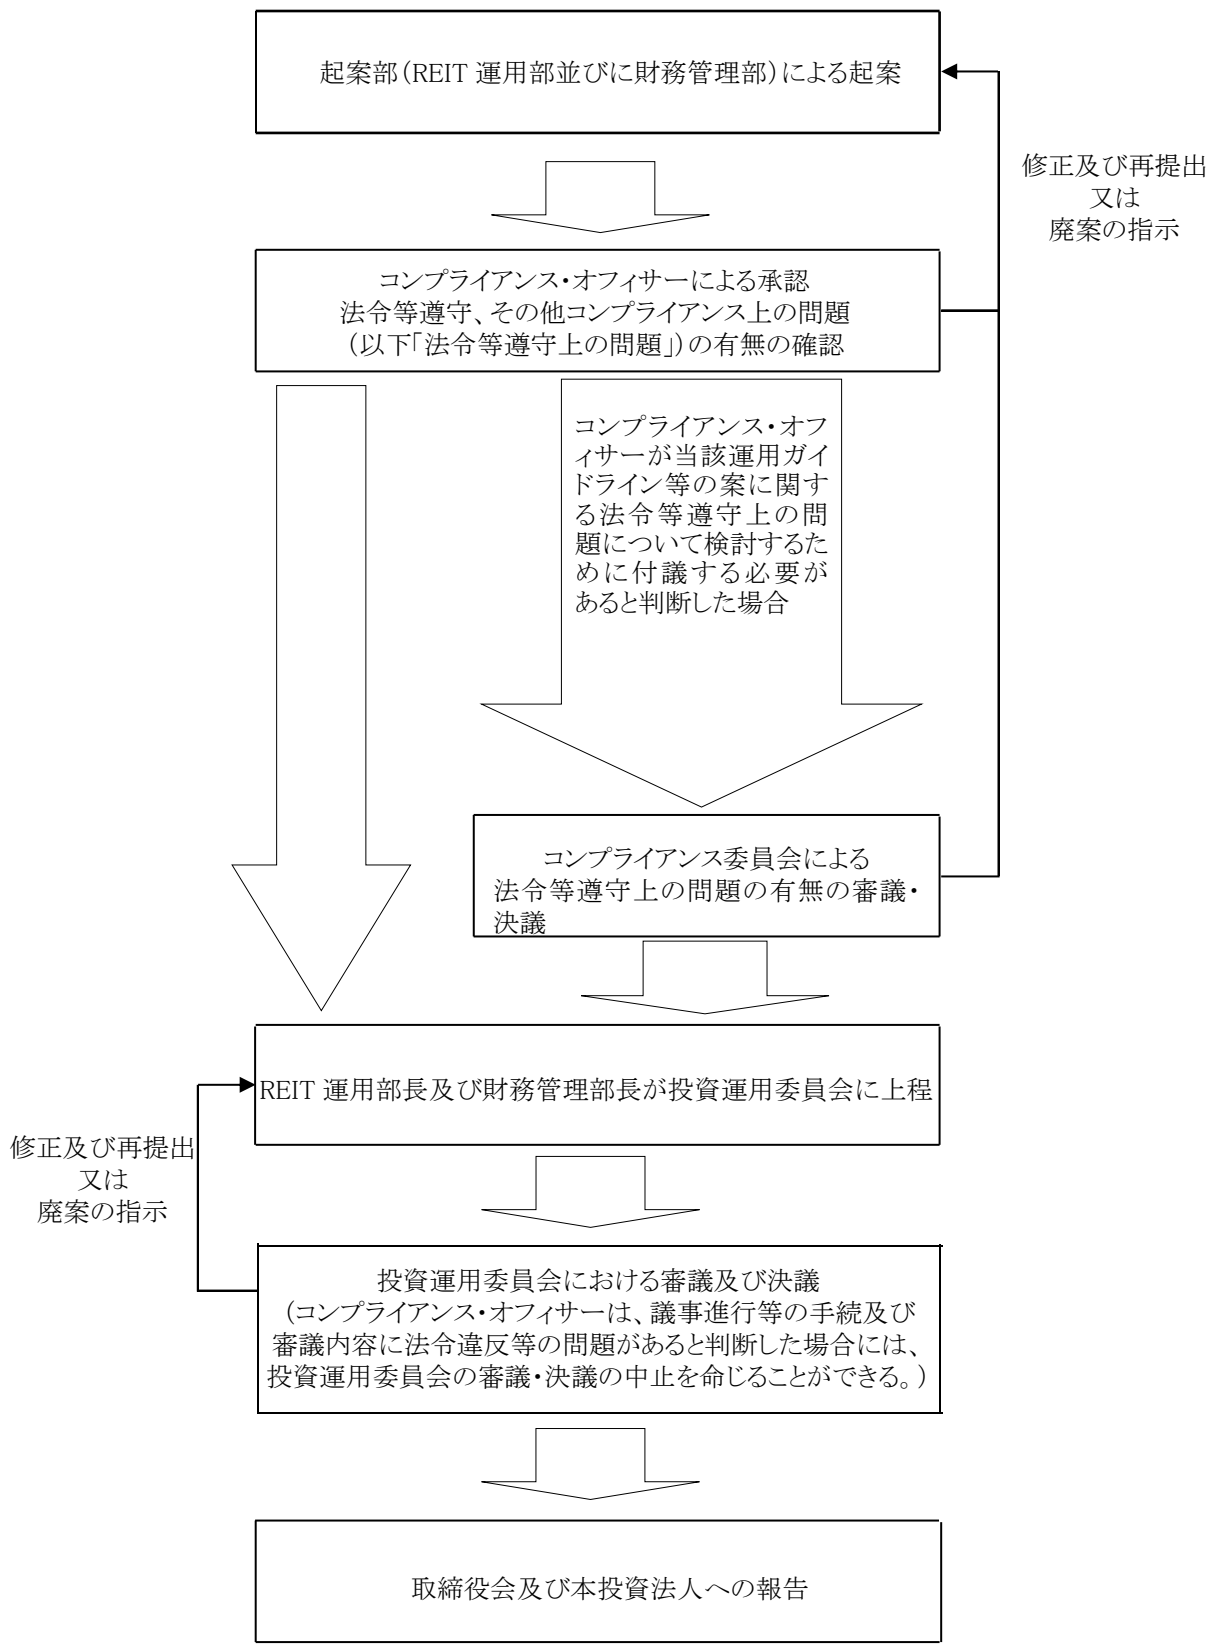 起案部(REIT 運用部並びに財務管理部)による起案
修正及び再提出
又は
廃案の指示
コンプライアンス・オフィサーによる承認
法令等遵守、その他コンプライアンス上の問題
(以下「法令等遵守上の問題」)の有無の確認
コンプライアンス・オフ
ィサーが当該運用ガイ
ドライン等の案に関す
る法令等遵守上の問
題について検討するた
めに付議する必要が
あると判断した場合
コンプライアンス委員会による
法令等遵守上の問題の有無の審議・
決議
REIT 運用部長及び財務管理部長が投資運用委員会に上程
修正及び再提出
又は
廃案の指示
投資運用委員会における審議及び決議
(コンプライアンス・オフィサーは、議事進行等の手続及び
審議内容に法令違反等の問題があると判断した場合には、
投資運用委員会の審議・決議の中止を命じることができる。)
取締役会及び本投資法人への報告